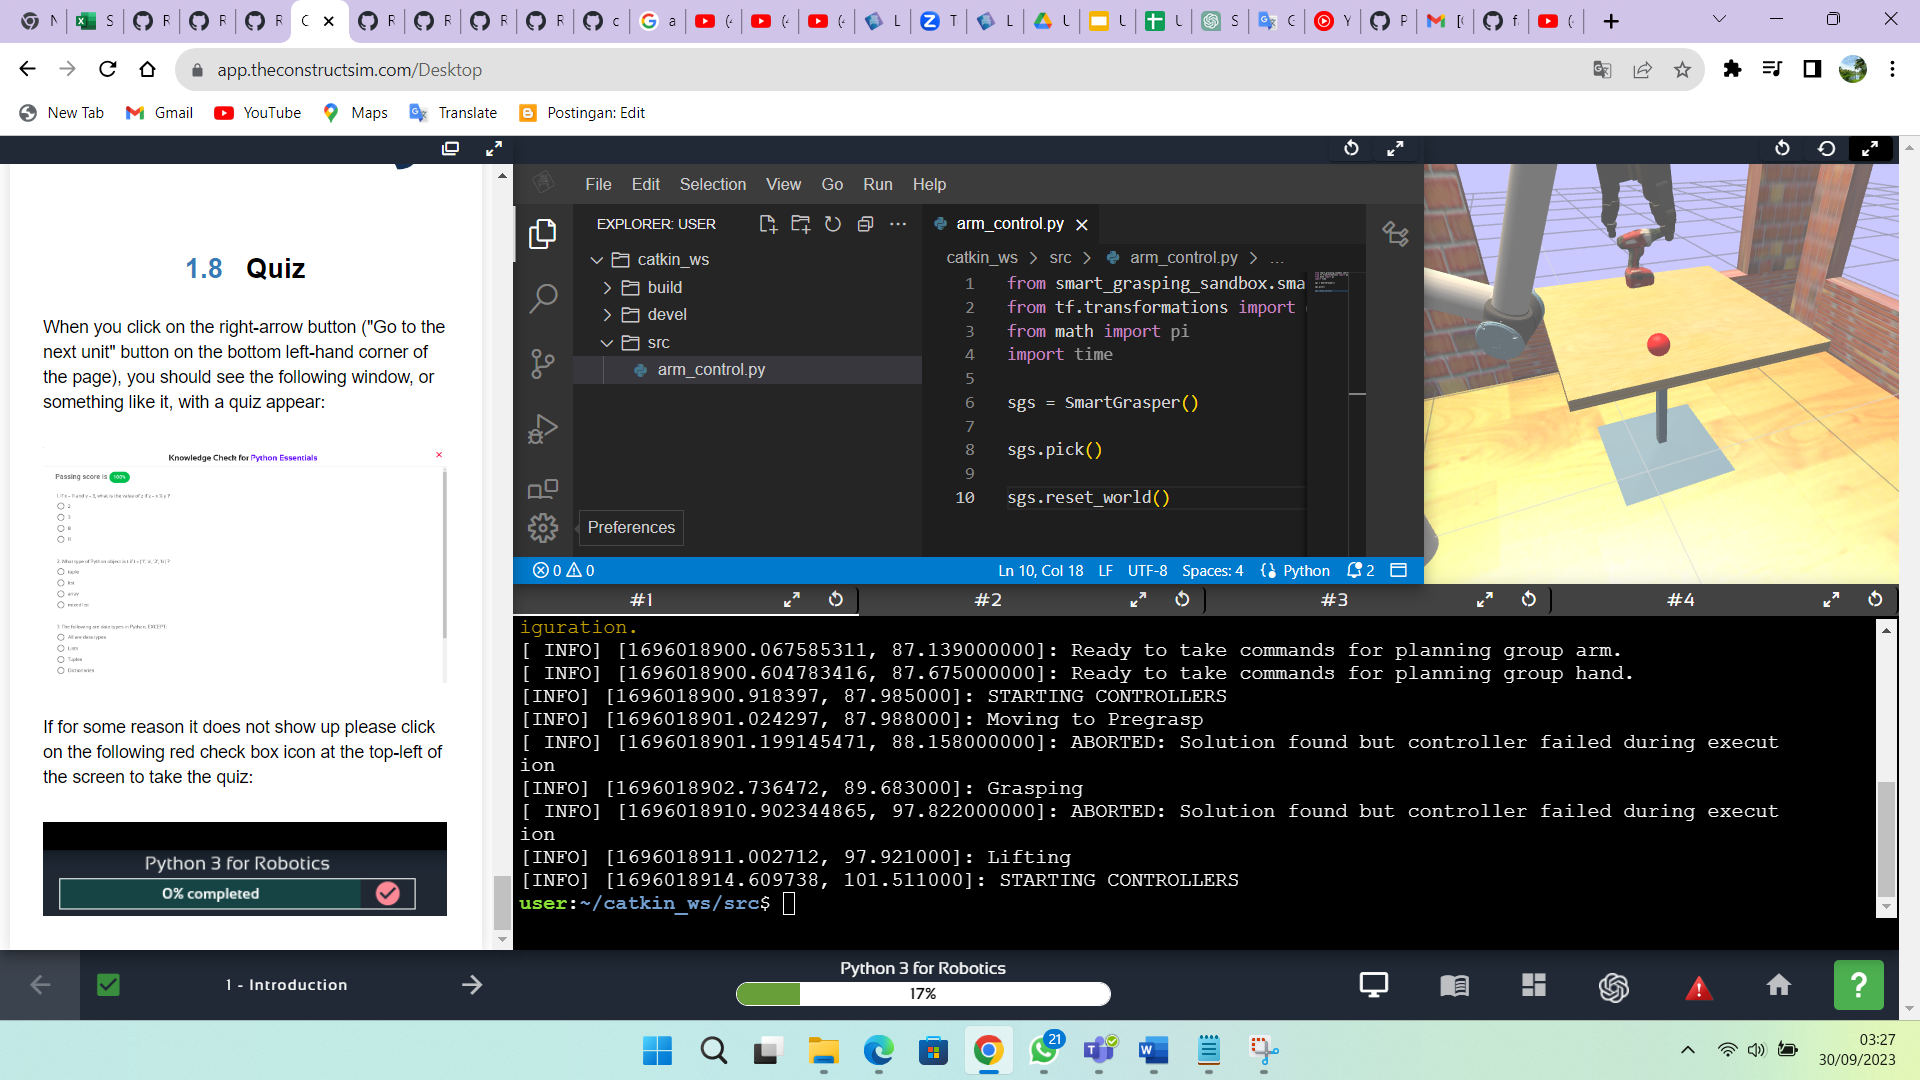 app.theconstructsim.com/Desktop
New Tab
Gmail
YouTube
Maps
Translate
Postingan: Edit
1.8 Quiz
When you click on the right-arrow button ("Go to the
next unit" button on the bottom left-hand corner of
the page), you should see the following window, or
something like it, with a quiz appear:
Knowledge Check for Python Essentials
Passing score is 100%
If for some reason it does not show up please click
on the following red check box icon at the top-left of
the screen to take the quiz:
Python 3 for Robotics
0% completed
File Edit Selection View Go Run Help
EXPLORER: USER
catkin_ws
build
devel
src
arm_control.py
Preferences
arm_control.py
catkin_ws > src > arm_control.py > ...
1 from smart_grasping_sandbox.sma
2 from tf.transformations import
3 from math import pi
4 import time
5
6 sgs = SmartGrasper()
7
8 sgs.pick()
9
10 sgs.reset_world()
0 0 Ln 10, Col 18 LF UTF-8 Spaces: 4 Python 2
#1 #2 #3 #4
iguration.
[ INFO] [1696018900.067585311, 87.139000000]: Ready to take commands for planning group arm.
[ INFO] [1696018900.604783416, 87.675000000]: Ready to take commands for planning group hand.
[INFO] [1696018900.918397, 87.985000]: STARTING CONTROLLERS
[INFO] [1696018901.024297, 87.988000]: Moving to Pregrasp
[ INFO] [1696018901.199145471, 88.158000000]: ABORTED: Solution found but controller failed during execut
ion
[INFO] [1696018902.736472, 89.683000]: Grasping
[ INFO] [1696018910.902344865, 97.822000000]: ABORTED: Solution found but controller failed during execut
ion
[INFO] [1696018911.002712, 97.921000]: Lifting
[INFO] [1696018914.609738, 101.511000]: STARTING CONTROLLERS
user:~/catkin_ws/src$
1 - Introduction
Python 3 for Robotics
17%
?
21
03:27
30/09/2023